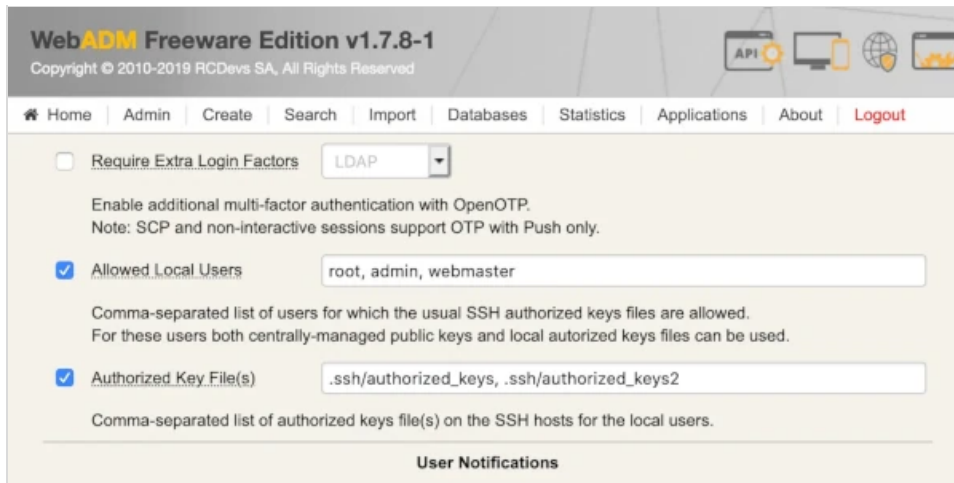 WebADM Freeware Edition v1.7.8-1
Copyright © 2010-2019 RCDevs SA, All Rights Reserved
API
Home Admin Create Search Import Databases Statistics Applications About Logout
Require Extra Login Factors LDAP
Enable additional multi-factor authentication with OpenOTP.
Note: SCP and non-interactive sessions support OTP with Push only.
Allowed Local Users root, admin, webmaster
Comma-separated list of users for which the usual SSH authorized keys files are allowed.
For these users both centrally-managed public keys and local autorized keys files can be used.
Authorized Key File(s) .ssh/authorized_keys, .ssh/authorized_keys2
Comma-separated list of authorized keys file(s) on the SSH hosts for the local users.
User Notifications